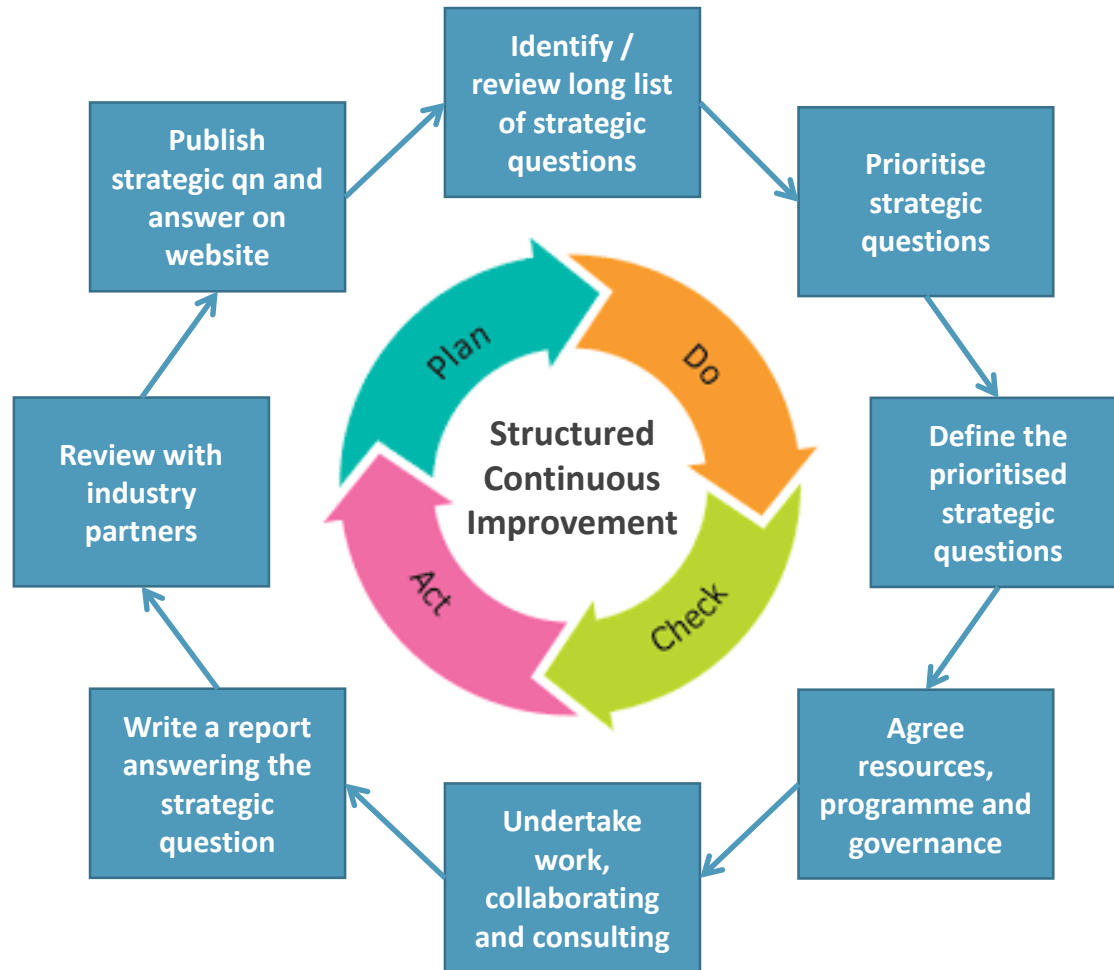 Identify /
review long list
of strategic
questions
Prioritise
strategic
questions
Define the
prioritised
strategic
questions
Agree
resources,
programme and
governance
Undertake
work,
collaborating
and consulting
Write a report
answering the
strategic
question
Review with
industry
partners
Publish
strategic qn and
answer on
website
Plan
Do
Check
Act
Structured
Continuous
Improvement